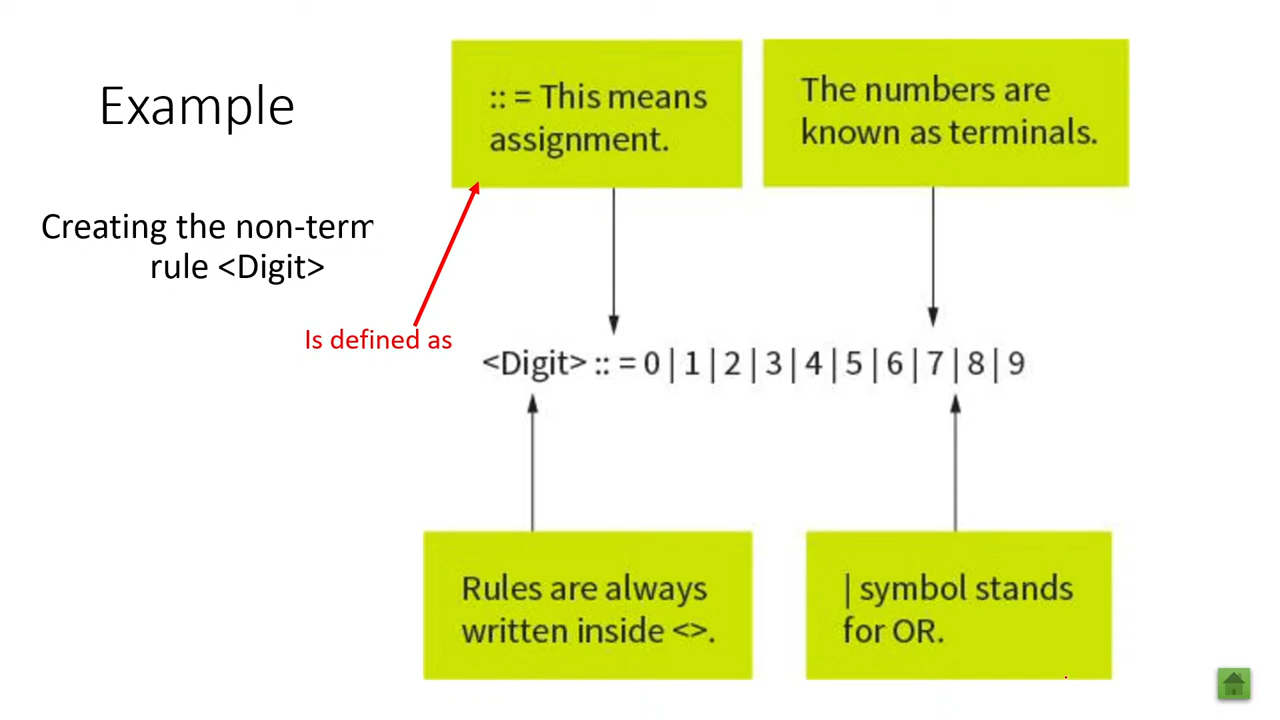 Example
Creating the non-term
rule <Digit>
:: = This means
assignment.
The numbers are
known as terminals.
Is defined as
<Digit> :: = 0 | 1 | 2 | 3 | 4 | 5 | 6 | 7 | 8 | 9
Rules are always
written inside <>.
| symbol stands
for OR.